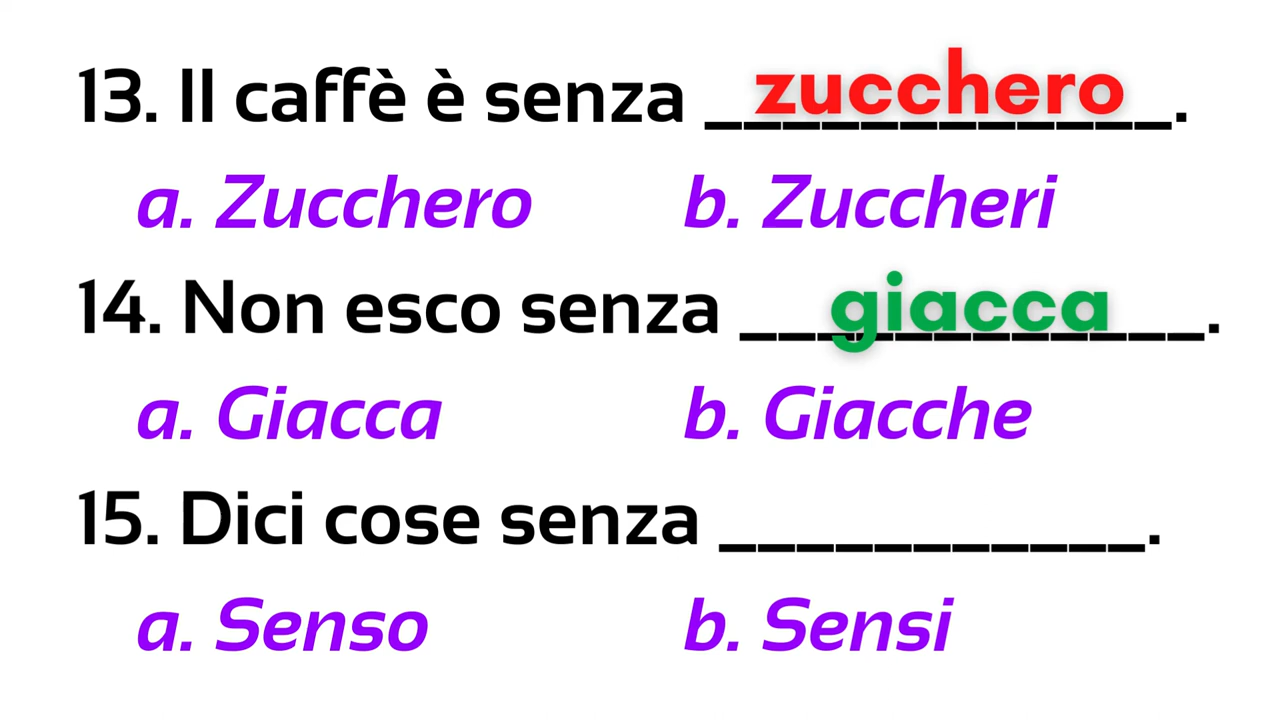 13. Il caffè è senza zucchero.
a. Zucchero b. Zuccheri
14. Non esco senza giacca.
a. Giacca b. Giacche
15. Dici cose senza ____________.
a. Senso b. Sensi